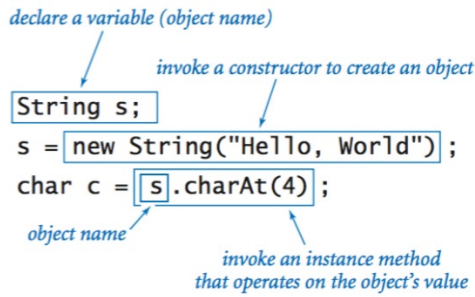 declare a variable (object name)
invoke a constructor to create an object
String s;
s = new String("Hello, World") ;
char c = s.charAt(4) ;
object name
invoke an instance method
that operates on the object's value